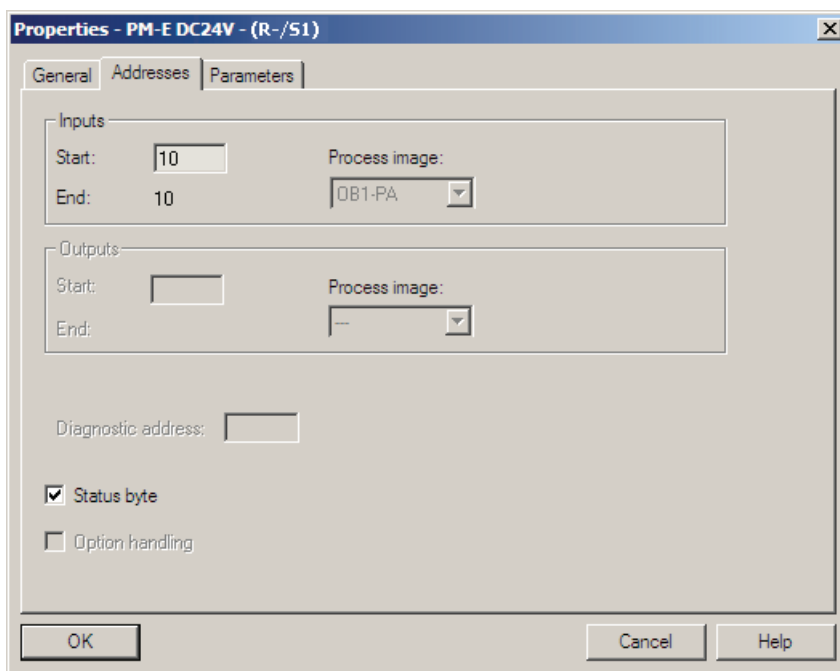 Properties - PM-E DC24V - (R-/S1)
General Addresses Parameters
Inputs
Start: 10 Process image:
End: 10 OB1-PA
Outputs
Start: Process image:
End: ---
Diagnostic address:
Status byte
Option handling
OK Cancel Help